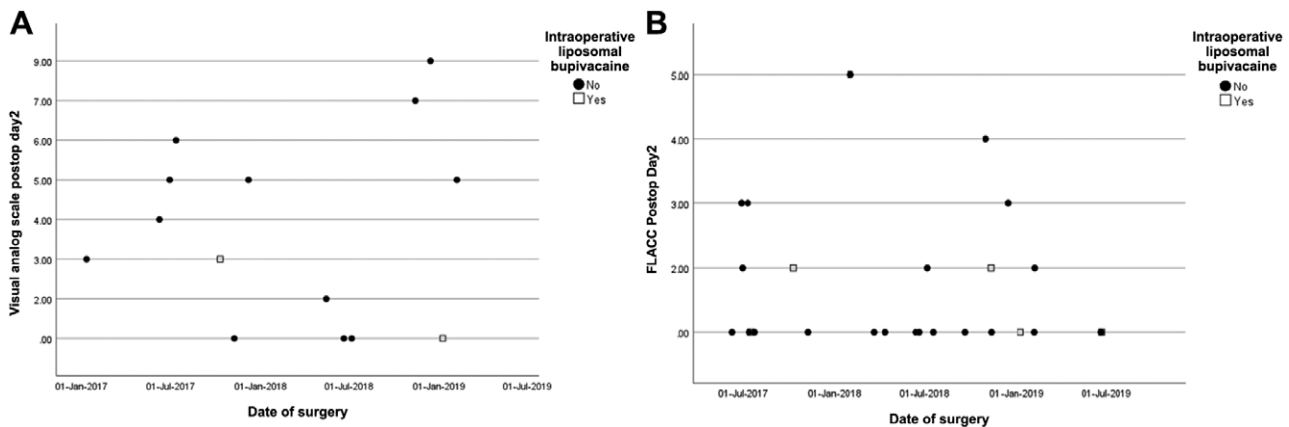 A
Intraoperative
liposomal
bupivacaine
No
Yes
Visual analog scale postop day2
9.00
7.00
6.00
5.00
4.00
3.00
2.00
.00
01-Jan-2017 01-Jul-2017 01-Jan-2018 01-Jul-2018 01-Jan-2019 01-Jul-2019
Date of surgery
B
Intraoperative
liposomal
bupivacaine
No
Yes
FLACC Postop Day2
5.00
4.00
3.00
2.00
.00
01-Jul-2017 01-Jan-2018 01-Jul-2018 01-Jan-2019 01-Jul-2019
Date of surgery